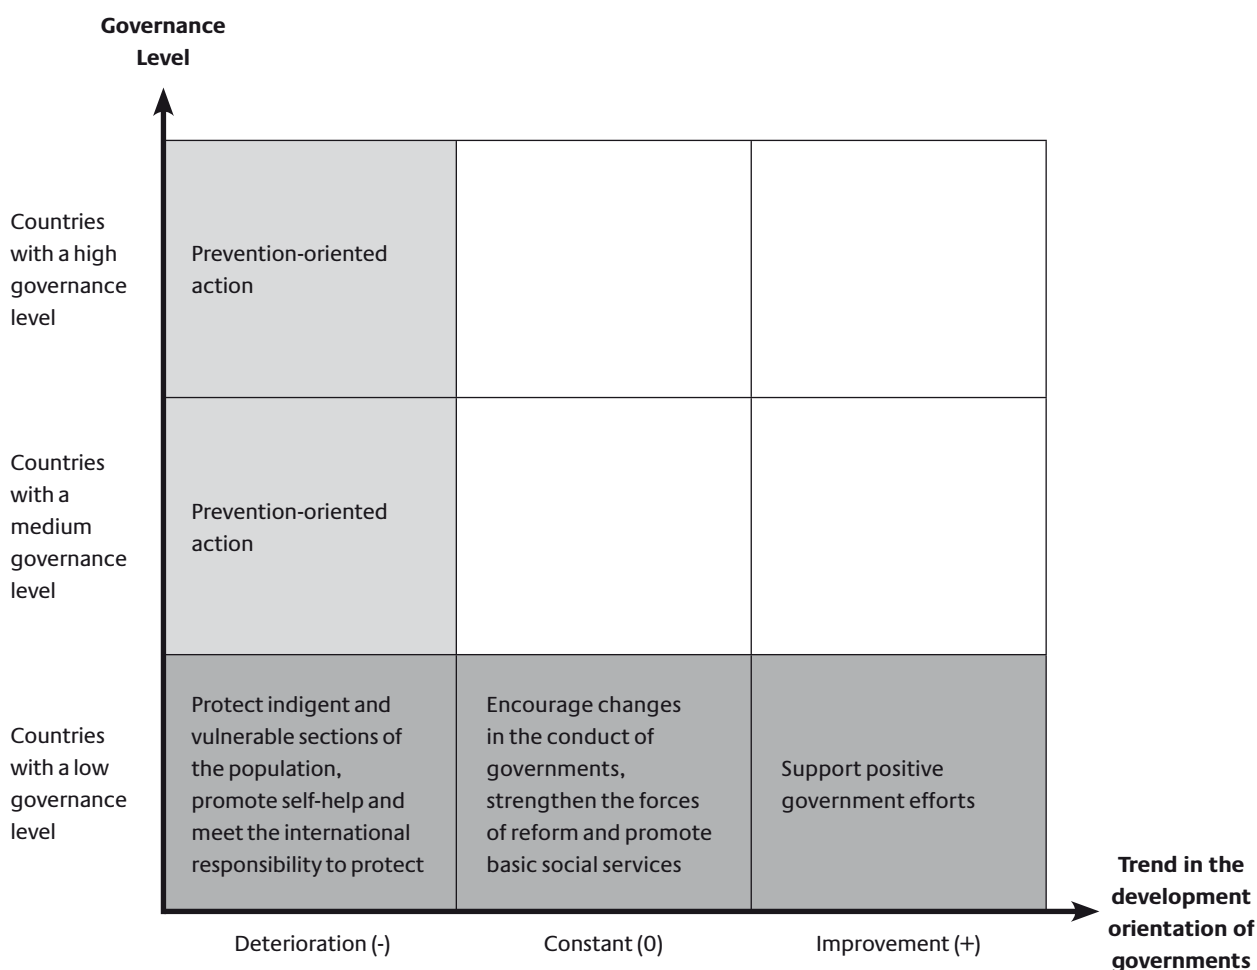 Governance
Level
Countries
with a high
governance
level
Prevention-oriented
action
Countries
with a
medium
governance
level
Prevention-oriented
action
Countries
with a low
governance
level
Protect indigent and
vulnerable sections of
the population,
promote self-help and
meet the international
responsibility to protect
Encourage changes
in the conduct of
governments,
strengthen the forces
of reform and promote
basic social services
Support positive
government efforts
Deterioration (-)
Constant (0)
Improvement (+)
Trend in the
development
orientation of
governments